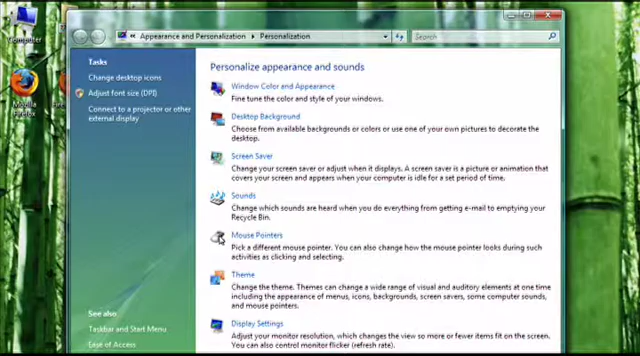 Computer
Mozilla
Firefox
Appearance and Personalization
Personalization
Search
Tasks
Change desktop icons
Adjust font size (DPI)
Connect to a projector or other
external display
See also
Taskbar and Start Menu
Ease of Access
Personalize appearance and sounds
Window Color and Appearance
Fine tune the color and style of your windows.
Desktop Background
Choose from available backgrounds or colors or use one of your own pictures to decorate the
desktop.
Screen Saver
Change your screen saver or adjust when it displays. A screen saver is a picture or animation that
covers your screen and appears when your computer is idle for a set period of time.
Sounds
Change which sounds are heard when you do everything from getting e-mail to emptying your
Recycle Bin.
Mouse Pointers
Pick a different mouse pointer. You can also change how the mouse pointer looks during such
activities as clicking and selecting.
Theme
Change the theme. Themes can change a wide range of visual and auditory elements at one time
including the appearance of menus, icons, backgrounds, screen savers, some computer sounds,
and mouse pointers.
Display Settings
Adjust your monitor resolution, which changes the view so more or fewer items fit on the screen.
You can also control monitor flicker (refresh rate).